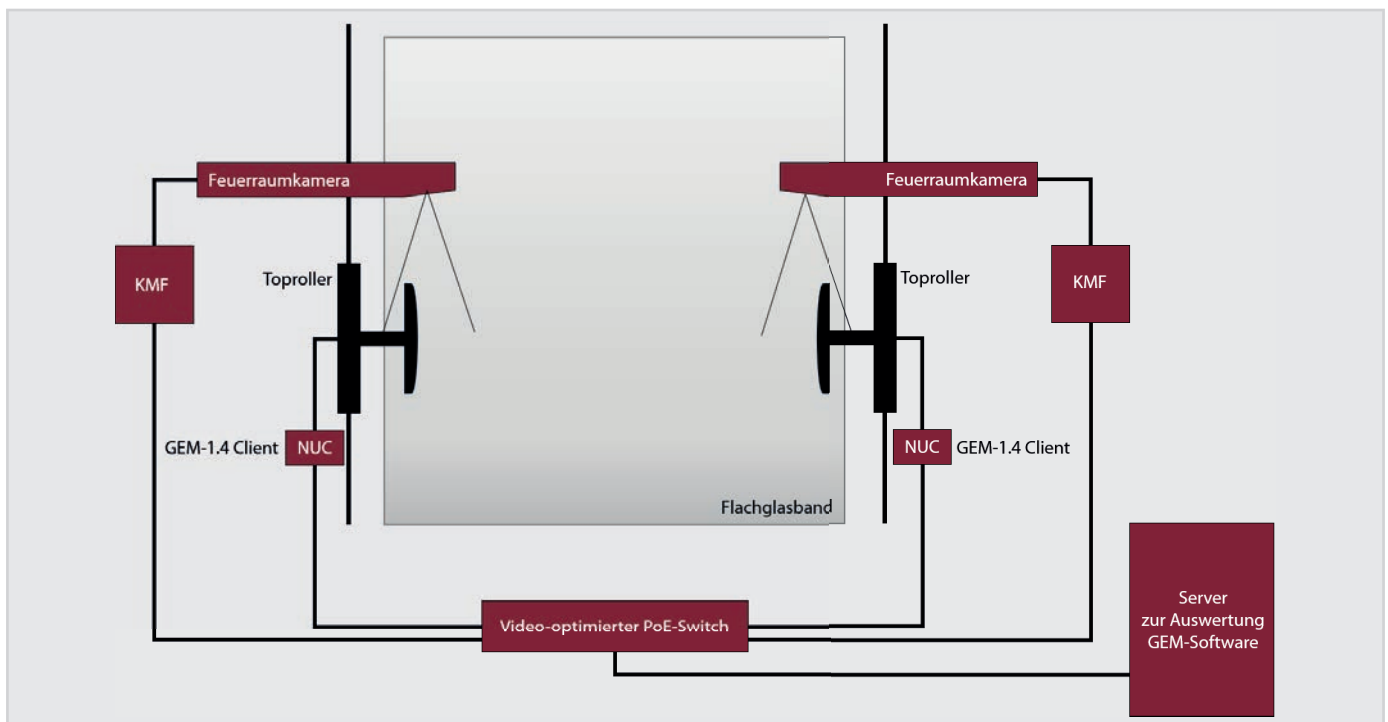 Feuerraumkamera
Feuerraumkamera
KMF
Toproller
Toproller
KMF
GEM-1.4 Client
NUC
NUC
GEM-1.4 Client
Flachglasband
Video-optimierter PoE-Switch
Server
zur Auswertung
GEM-Software